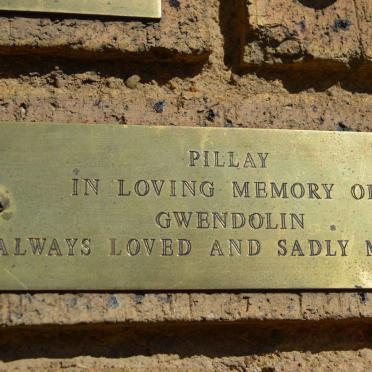 PILLAY
IN LOVING MEMORY O
GWENDOLIN
ALWAYS LOVED AND SADLY M